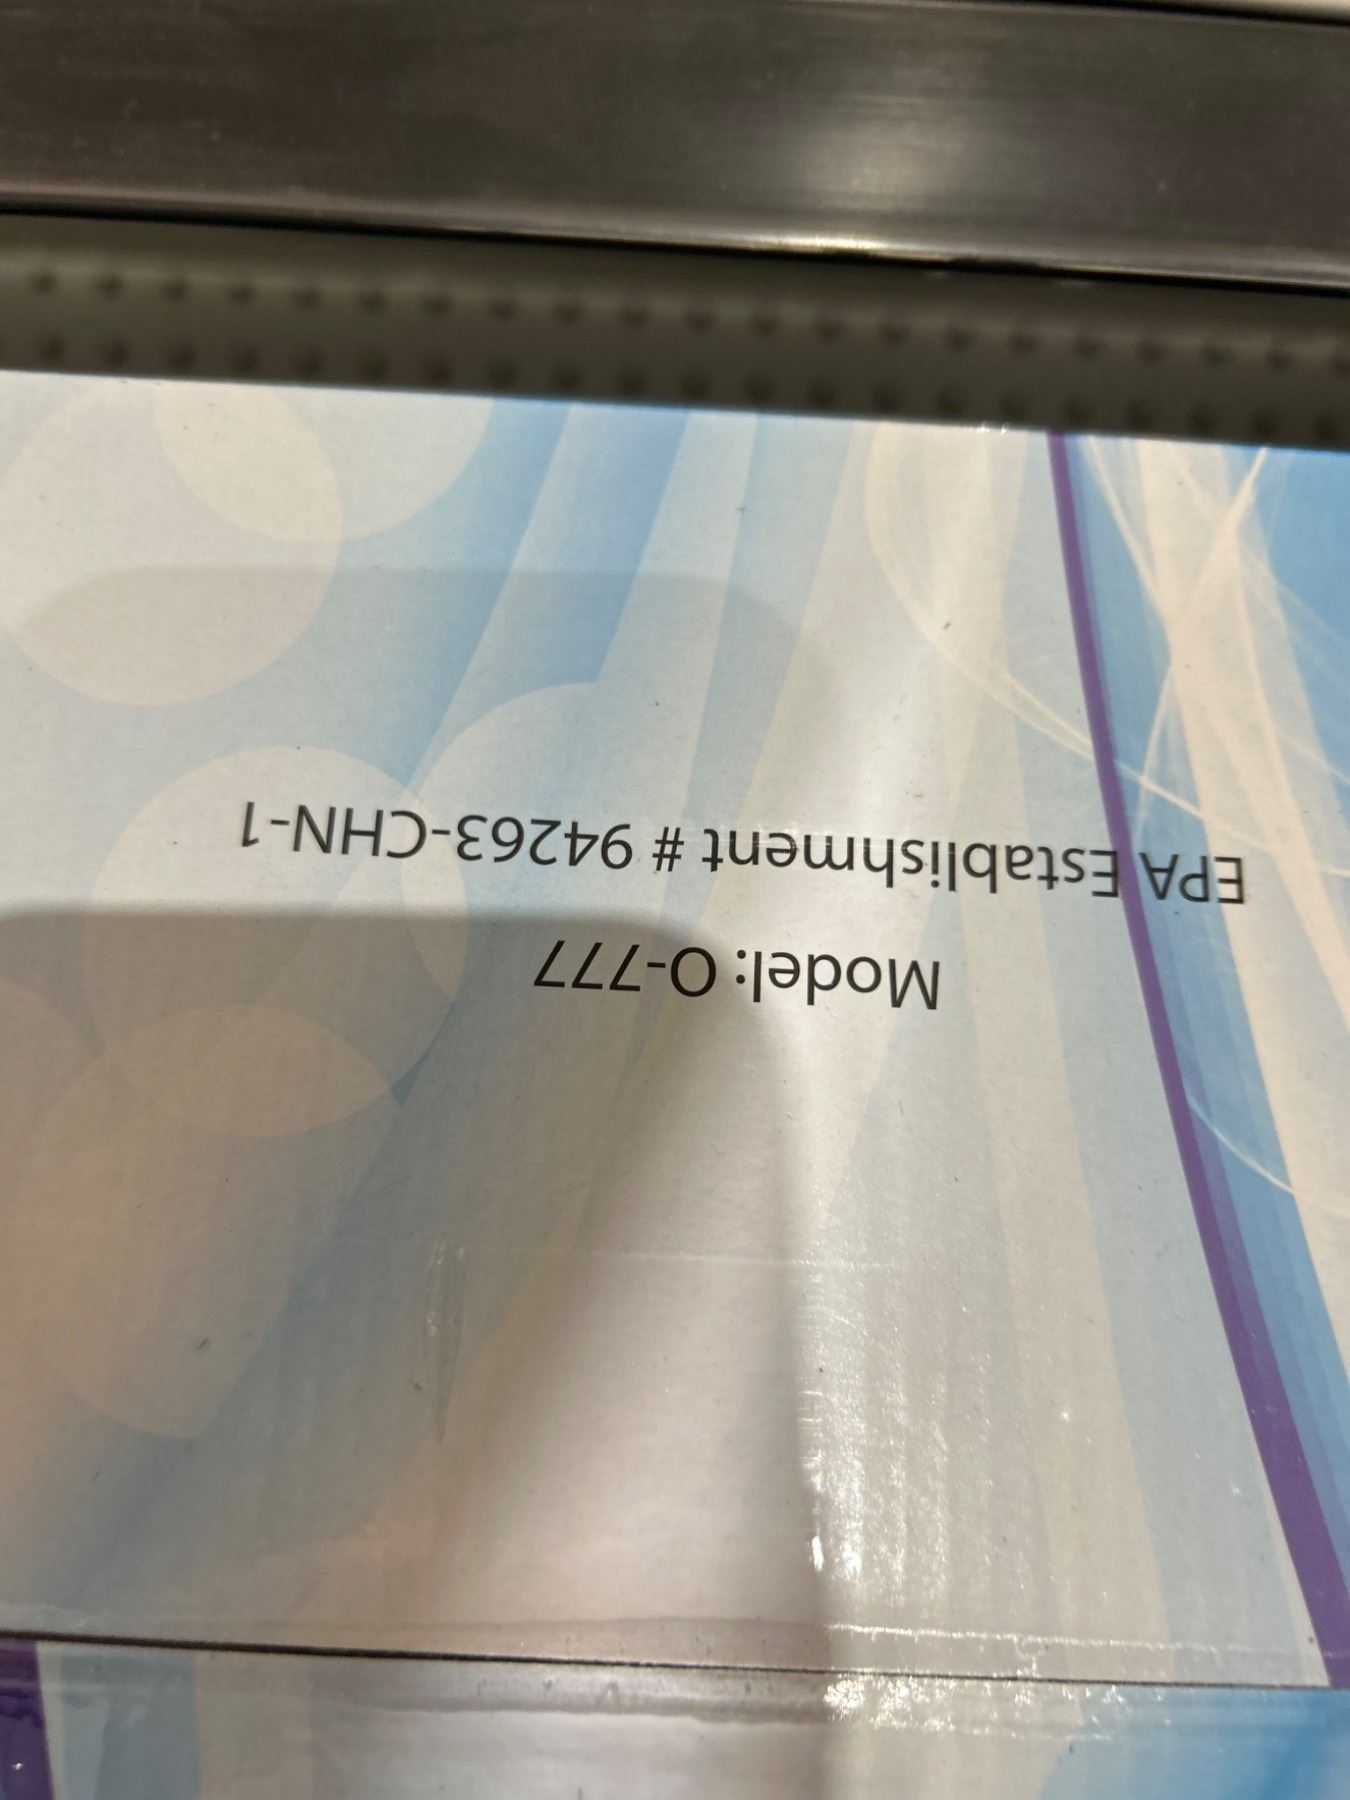 Model: O-777
EPA Establishment # 94263-CHN-1